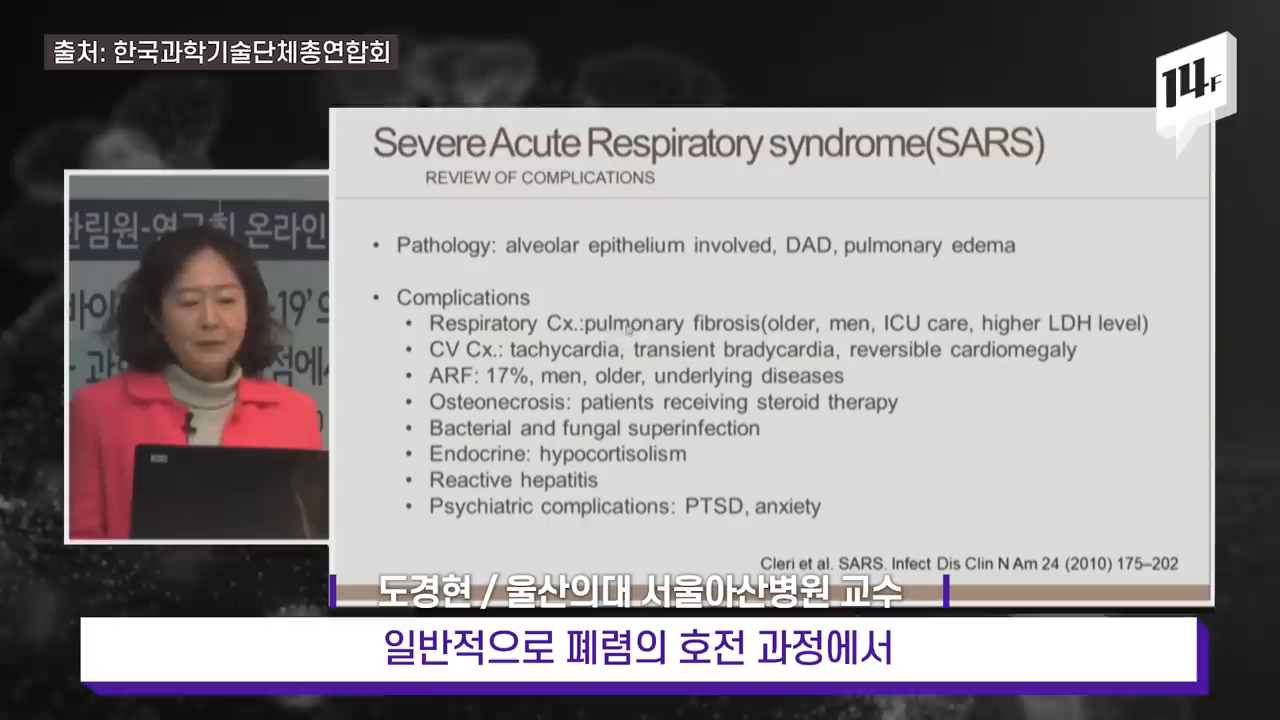 출처: 한국과학기술단체총연합회
14F
Severe Acute Respiratory syndrome(SARS)
REVIEW OF COMPLICATIONS
• Pathology: alveolar epithelium involved, DAD, pulmonary edema
• Complications
• Respiratory Cx.:pulmonary fibrosis(older, men, ICU care, higher LDH level)
• CV Cx.: tachycardia, transient bradycardia, reversible cardiomegaly
• ARF: 17%, men, older, underlying diseases
• Osteonecrosis: patients receiving steroid therapy
• Bacterial and fungal superinfection
• Endocrine: hypocortisolism
• Reactive hepatitis
• Psychiatric complications: PTSD, anxiety
Cleri et al. SARS. Infect Dis Clin N Am 24 (2010) 175–202
온라인
도경현 / 울산의대 서울아산병원 교수
일반적으로 폐렴의 호전 과정에서